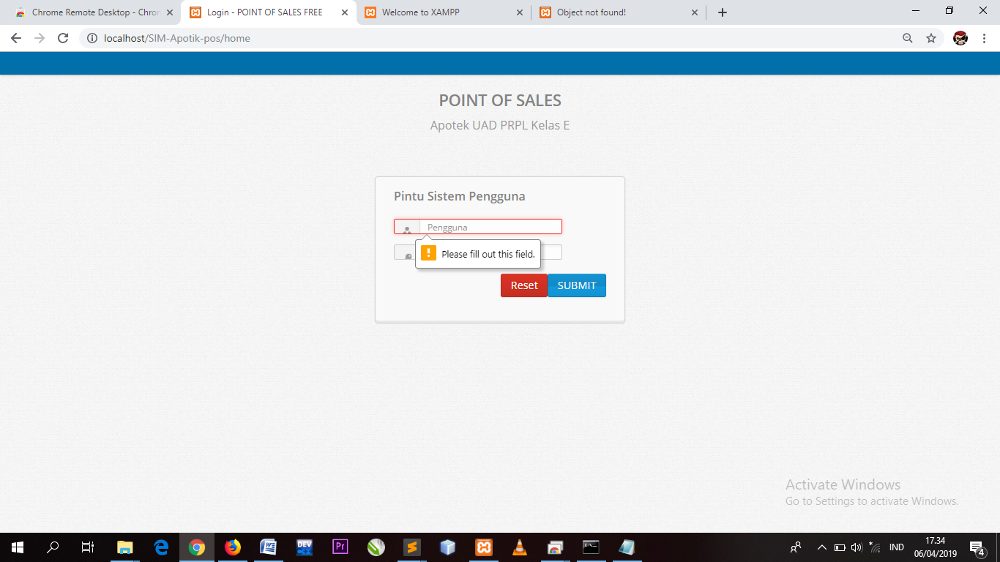 Chrome Remote Desktop - Chron
Login - POINT OF SALES FREE
Welcome to XAMPP
Object not found!
localhost/SIM-Apotik-pos/home
POINT OF SALES
Apotek UAD PRPL Kelas E
Pintu Sistem Pengguna
Pengguna
Please fill out this field.
Reset
SUBMIT
Activate Windows
Go to Settings to activate Windows.
DEV
Pr
IND
17.34
06/04/2019
4